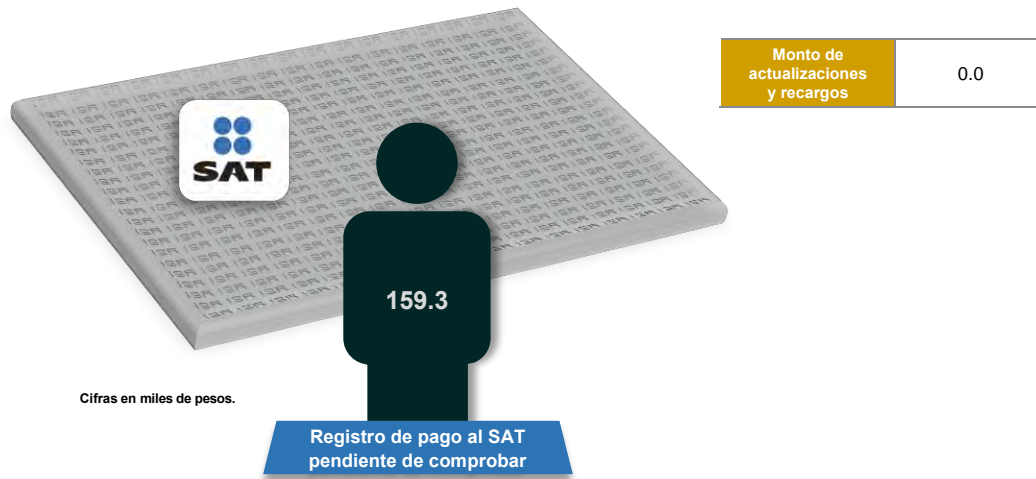 Monto de
actualizaciones
y recargos
0.0
SAT
159.3
Cifras en miles de pesos.
Registro de pago al SAT
pendiente de comprobar